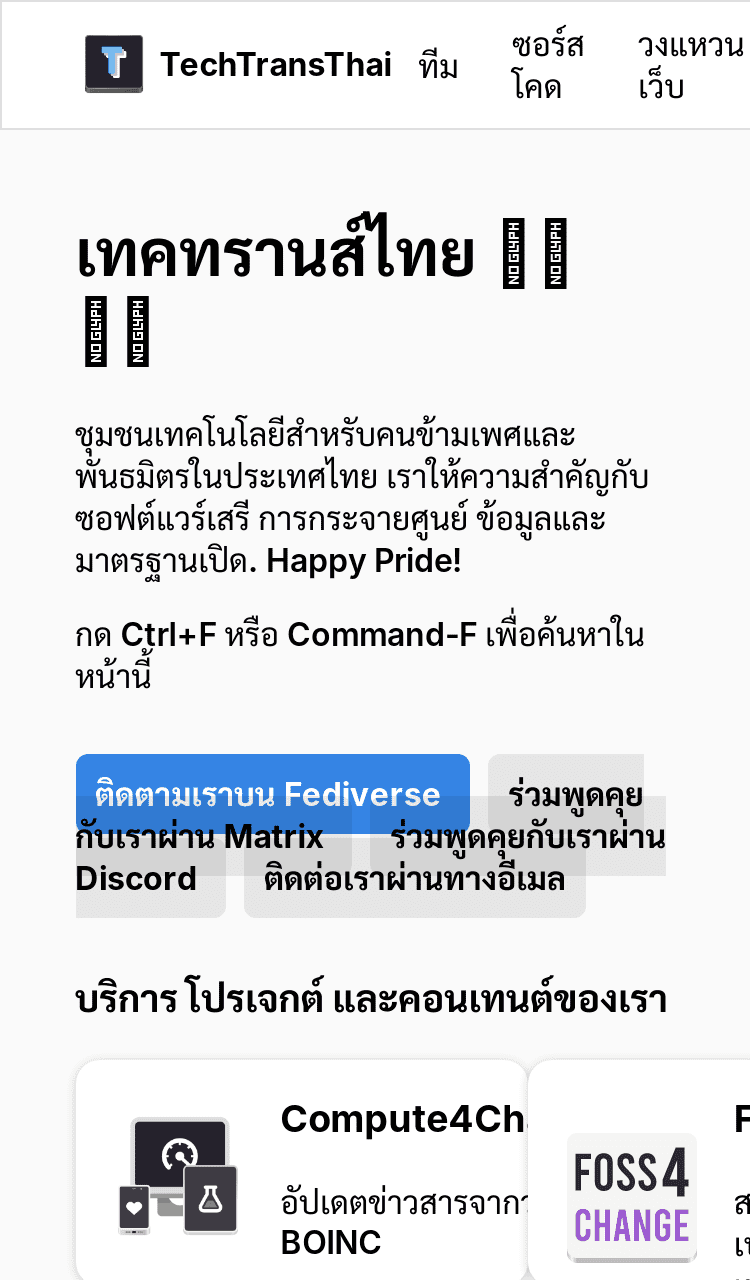 TechTransThai
ทีม
ซอร์ส
โคด
วงแหวน
เว็บ
เทคทรานส์ไทย
ชุมชนเทคโนโลยีสำหรับคนข้ามเพศและ
พันธมิตรในประเทศไทย เราให้ความสำคัญกับ
ซอฟต์แวร์เสรี การกระจายศูนย์ ข้อมูลและ
มาตรฐานเปิด. Happy Pride!
กด Ctrl+F หรือ Command-F เพื่อค้นหาใน
หน้านี้
ติดตามเราบน Fediverse ร่วมพูดคุย
กับเราผ่าน Matrix ร่วมพูดคุยกับเราผ่าน
Discord ติดต่อเราผ่านทางอีเมล
บริการ โปรเจกต์ และคอนเทนต์ของเรา
Compute4Ch
อัปเดตข่าวสารจาก
BOINC
FOSS4
CHANGE